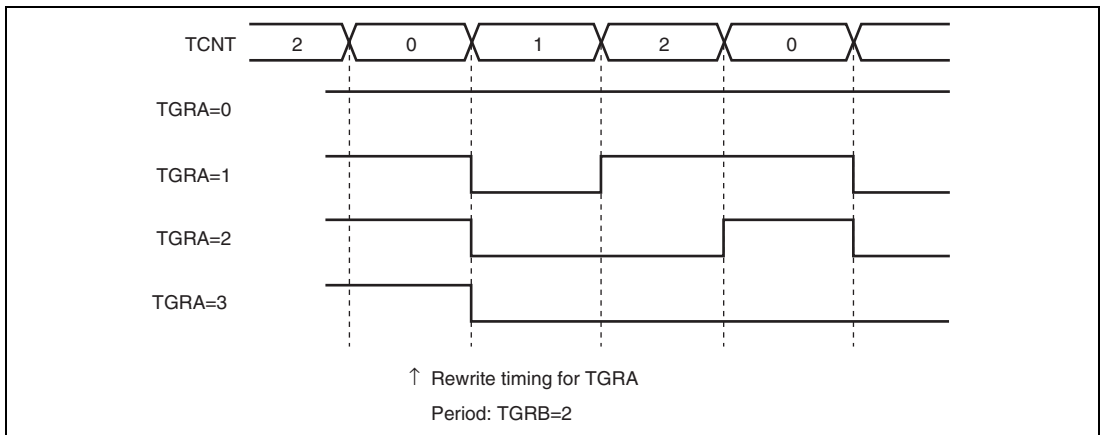 TCNT 2 0 1 2 0
TGRA=0
TGRA=1
TGRA=2
TGRA=3
↑ Rewrite timing for TGRA
Period: TGRB=2